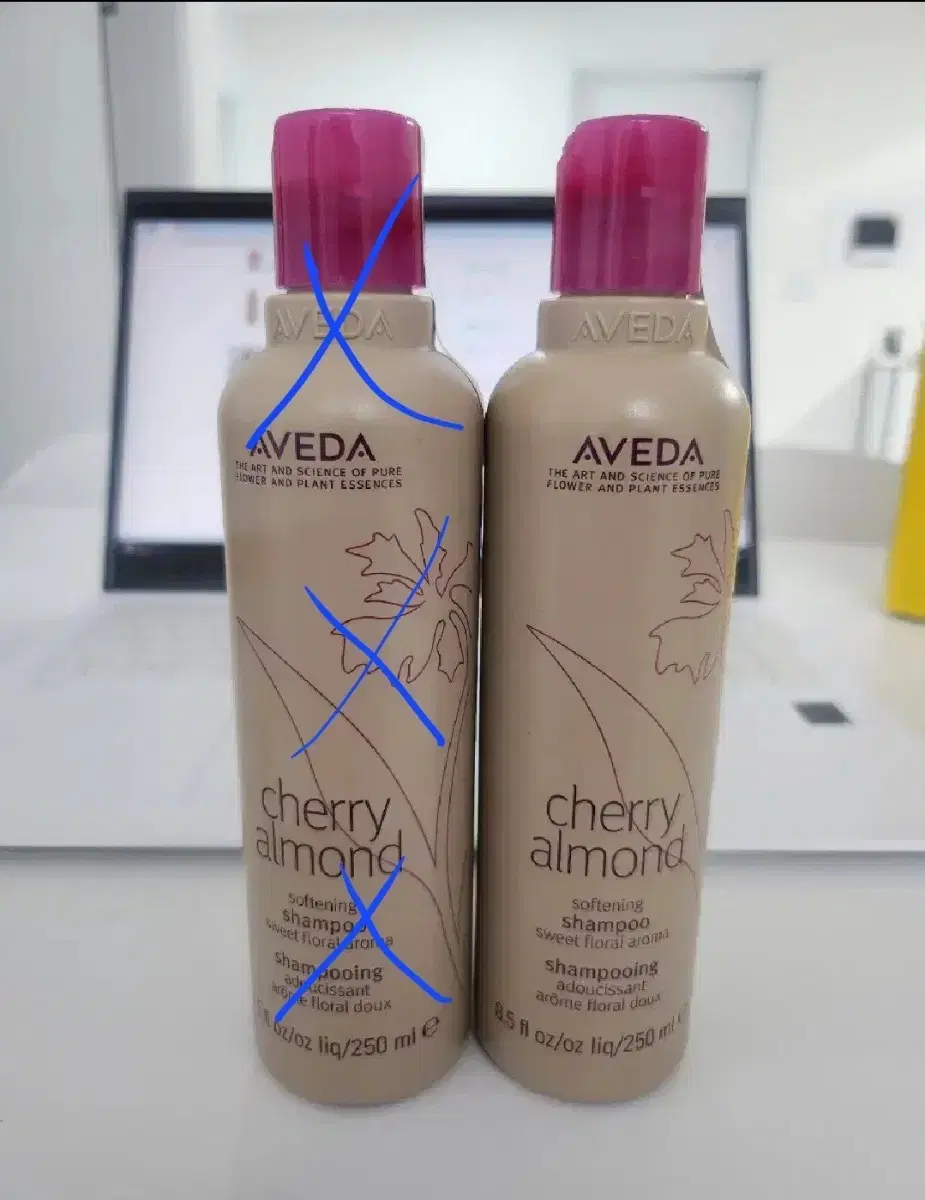 AVEDA
AVEDA
THE ART AND SCIENCE OF PURE
FLOWER AND PLANT ESSENCES
cherry
almond
softening
shampoo
sweet floral aroma
shampooing
adoucissant
arôme floral doux
fl oz/oz liq/250 ml e
AVEDA
AVEDA
THE ART AND SCIENCE OF PURE
FLOWER AND PLANT ESSENCES
cherry
almond
softening
shampoo
sweet floral aroma
shampooing
adoucissant
arôme floral doux
8.5 fl oz/oz liq/250 ml